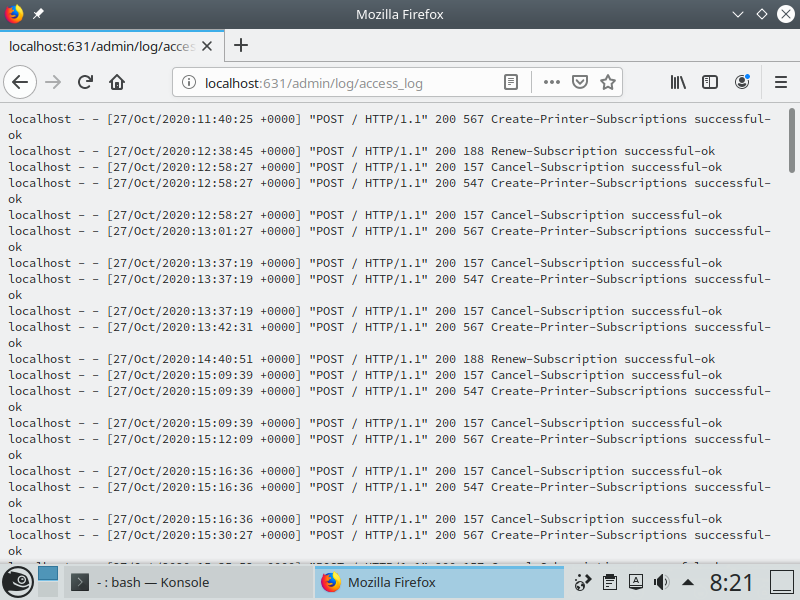 Mozilla Firefox
localhost:631/admin/log/acces
localhost:631/admin/log/access_log
localhost - - [27/Oct/2020:11:40:25 +0000] "POST / HTTP/1.1" 200 567 Create-Printer-Subscriptions successful-
ok
localhost - - [27/Oct/2020:12:38:45 +0000] "POST / HTTP/1.1" 200 188 Renew-Subscription successful-ok
localhost - - [27/Oct/2020:12:58:27 +0000] "POST / HTTP/1.1" 200 157 Cancel-Subscription successful-ok
localhost - - [27/Oct/2020:12:58:27 +0000] "POST / HTTP/1.1" 200 547 Create-Printer-Subscriptions successful-
ok
localhost - - [27/Oct/2020:12:58:27 +0000] "POST / HTTP/1.1" 200 157 Cancel-Subscription successful-ok
localhost - - [27/Oct/2020:13:01:27 +0000] "POST / HTTP/1.1" 200 567 Create-Printer-Subscriptions successful-
ok
localhost - - [27/Oct/2020:13:37:19 +0000] "POST / HTTP/1.1" 200 157 Cancel-Subscription successful-ok
localhost - - [27/Oct/2020:13:37:19 +0000] "POST / HTTP/1.1" 200 547 Create-Printer-Subscriptions successful-
ok
localhost - - [27/Oct/2020:13:37:19 +0000] "POST / HTTP/1.1" 200 157 Cancel-Subscription successful-ok
localhost - - [27/Oct/2020:13:42:31 +0000] "POST / HTTP/1.1" 200 567 Create-Printer-Subscriptions successful-
ok
localhost - - [27/Oct/2020:14:40:51 +0000] "POST / HTTP/1.1" 200 188 Renew-Subscription successful-ok
localhost - - [27/Oct/2020:15:09:39 +0000] "POST / HTTP/1.1" 200 157 Cancel-Subscription successful-ok
localhost - - [27/Oct/2020:15:09:39 +0000] "POST / HTTP/1.1" 200 547 Create-Printer-Subscriptions successful-
ok
localhost - - [27/Oct/2020:15:09:39 +0000] "POST / HTTP/1.1" 200 157 Cancel-Subscription successful-ok
localhost - - [27/Oct/2020:15:12:09 +0000] "POST / HTTP/1.1" 200 567 Create-Printer-Subscriptions successful-
ok
localhost - - [27/Oct/2020:15:16:36 +0000] "POST / HTTP/1.1" 200 157 Cancel-Subscription successful-ok
localhost - - [27/Oct/2020:15:16:36 +0000] "POST / HTTP/1.1" 200 547 Create-Printer-Subscriptions successful-
ok
localhost - - [27/Oct/2020:15:16:36 +0000] "POST / HTTP/1.1" 200 157 Cancel-Subscription successful-ok
localhost - - [27/Oct/2020:15:30:27 +0000] "POST / HTTP/1.1" 200 567 Create-Printer-Subscriptions successful-
ok
- : bash — Konsole
Mozilla Firefox
A
8:21